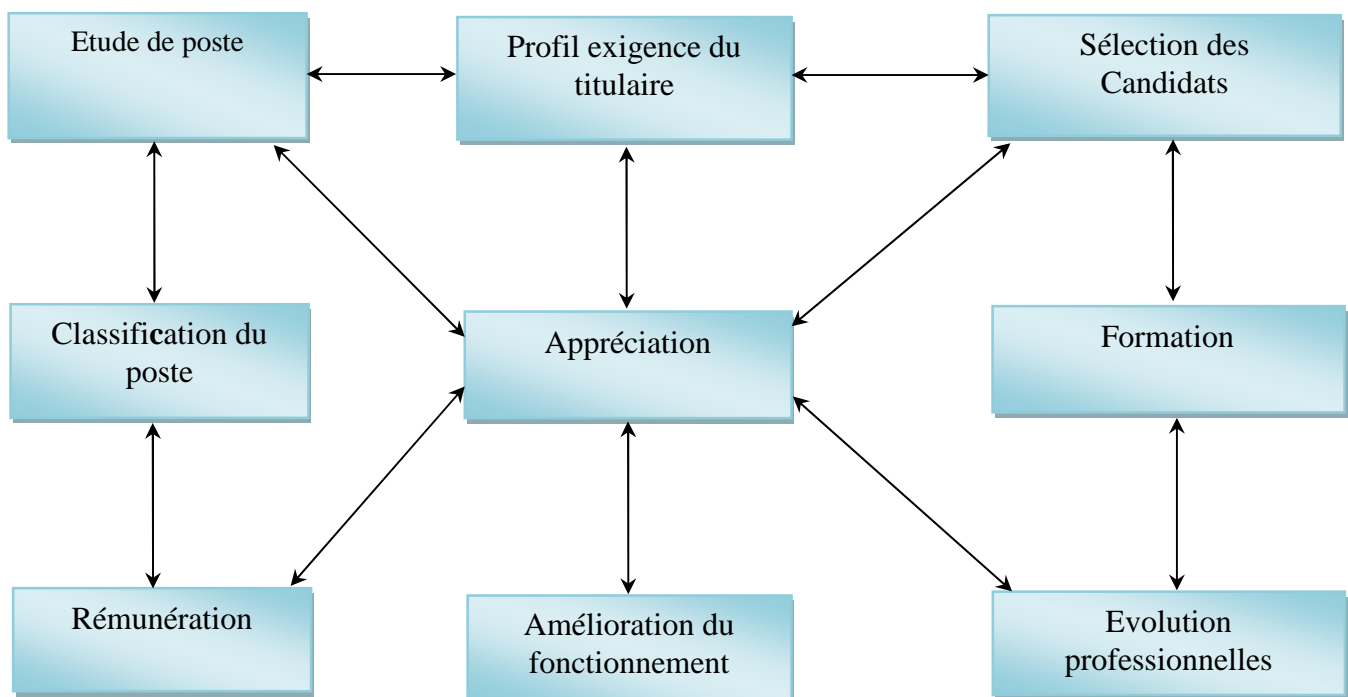 Etude de poste
Profil exigence du
titulaire
Sélection des
Candidats
Classification du
poste
Appréciation
Formation
Rémunération
Amélioration du
fonctionnement
Evolution
professionnelles